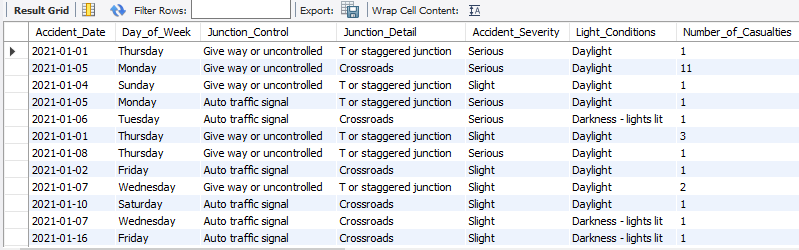 Result Grid Filter Rows: Export: Wrap Cell Content: IA
Accident_Date Day_of_Week Junction_Control Junction_Detail Accident_Severity Light_Conditions Number_of_Casualties
2021-01-01 Thursday Give way or uncontrolled T or staggered junction Serious Daylight 1
2021-01-05 Monday Give way or uncontrolled Crossroads Serious Daylight 11
2021-01-04 Sunday Give way or uncontrolled T or staggered junction Slight Daylight 1
2021-01-05 Monday Auto traffic signal T or staggered junction Serious Daylight 1
2021-01-06 Tuesday Auto traffic signal Crossroads Serious Darkness - lights lit 1
2021-01-01 Thursday Give way or uncontrolled T or staggered junction Slight Daylight 3
2021-01-08 Thursday Auto traffic signal T or staggered junction Serious Daylight 1
2021-01-02 Friday Auto traffic signal Crossroads Slight Daylight 1
2021-01-07 Wednesday Give way or uncontrolled T or staggered junction Slight Daylight 2
2021-01-10 Saturday Auto traffic signal Crossroads Slight Daylight 1
2021-01-07 Wednesday Auto traffic signal Crossroads Slight Darkness - lights lit 1
2021-01-16 Friday Auto traffic signal Crossroads Slight Darkness - lights lit 1